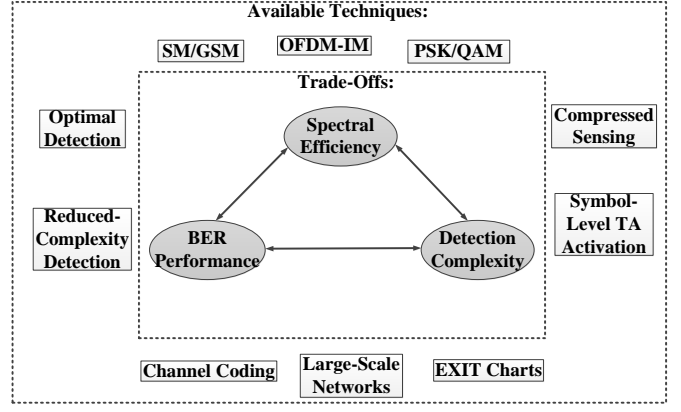 Available Techniques:
SM/GSM
OFDM-IM
PSK/QAM
Trade-Offs:
Optimal
Detection
Spectral
Efficiency
Compressed
Sensing
Reduced-
Complexity
Detection
BER
Performance
Detection
Complexity
Symbol-
Level TA
Activation
Channel Coding
Large-Scale
Networks
EXIT Charts